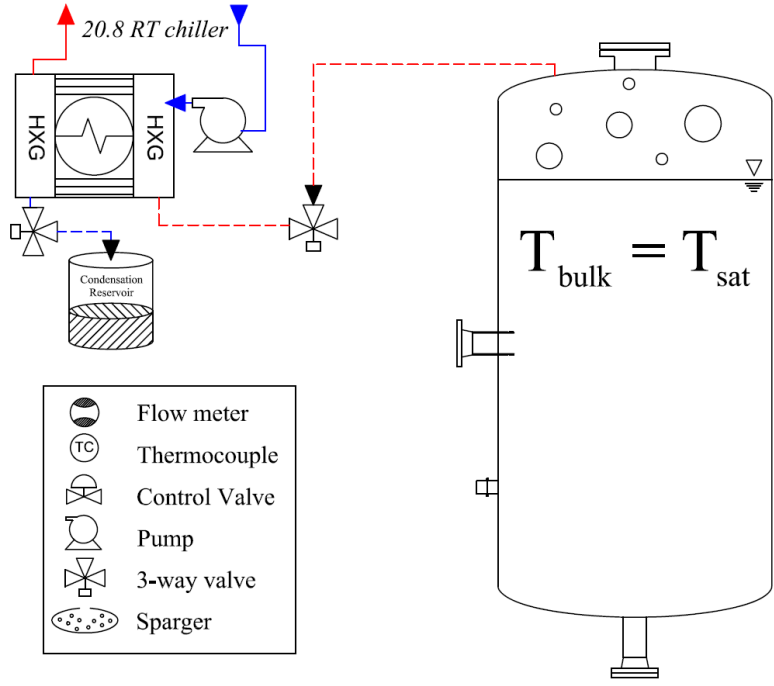 20.8 RT chiller
HXG
HXG
Condensation
Reservoir
T bulk = T sat
Flow meter
TC
Thermocouple
Control Valve
Pump
3-way valve
Sparger